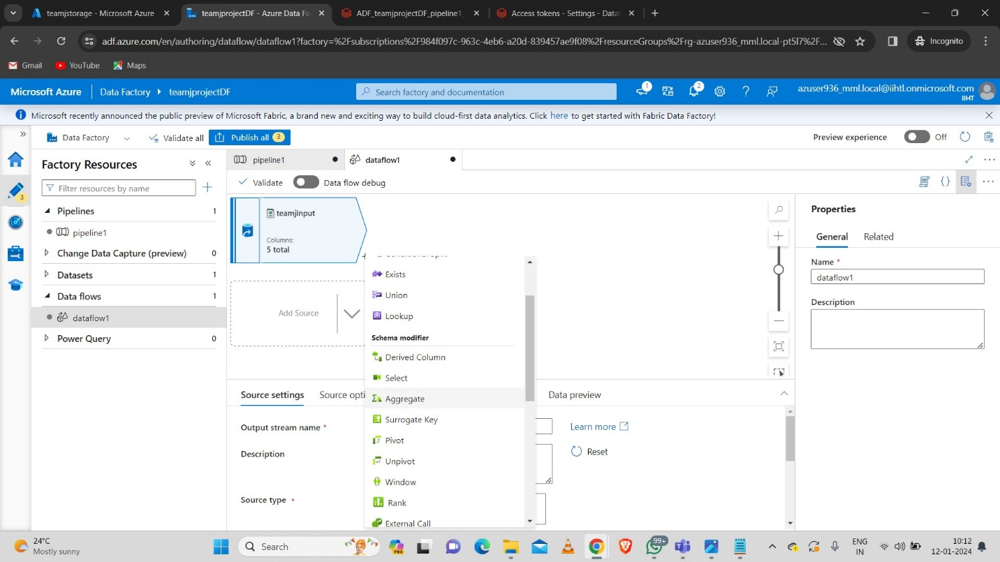 teamjstorage - Microsoft Azure
teamjprojectDF - Azure Data Fa
ADF_teamjprojectDF_pipeline1_
Access tokens - Settings - Data
adf.azure.com/en/authoring/dataflow/dataflow1?factory=%2Fsubscriptions%2F984f097c-963c-4eb6-a20d-839457ae9f08%2FresourceGroups%2Frg-azuser936_mml.local-pt5l7%2F...
Incognito
Gmail
YouTube
Maps
Microsoft Azure
Data Factory
teamjprojectDF
Search factory and documentation
1
2
azuser936_mml.local@iihtl.onmicrosoft.com
IIHT
Microsoft recently announced the public preview of Microsoft Fabric, a brand new and exciting way to build cloud-first data analytics. Click here to get started with Fabric Data Factory!
Data Factory
Validate all
Publish all 3
Preview experience
Off
Factory Resources
Filter resources by name
3
Pipelines 1
pipeline1
Change Data Capture (preview) 0
Datasets 1
Data flows 1
dataflow1
Power Query 0
pipeline1
dataflow1
Validate
Data flow debug
teamjinput
Columns:
5 total
Add Source
Exists
Union
Lookup
Schema modifier
Derived Column
Select
Aggregate
Surrogate Key
Pivot
Unpivot
Window
Rank
External Call
Source settings
Source opti
Data preview
Output stream name *
Learn more
Description
Reset
Source type *
Properties
General
Related
Name *
dataflow1
Description
24°C
Mostly sunny
Search
PRE
99+
ENG
IN
10:12
12-01-2024